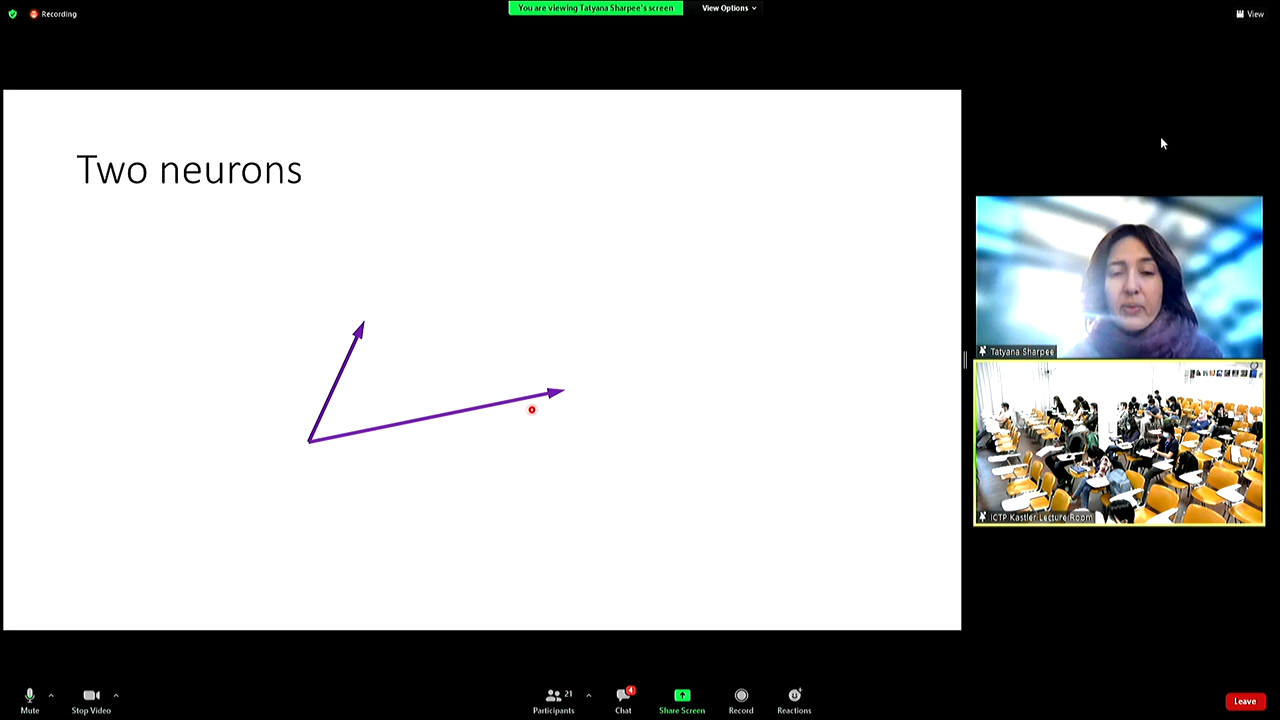 Recording
You are viewing Tatyana Sharpee's screen
View Options
View
Two neurons
Tatyana Sharpee
ICTP Kastler Lecture Room
Mute
Stop Video
21
Participants
4
Chat
Share Screen
Record
Reactions
Leave